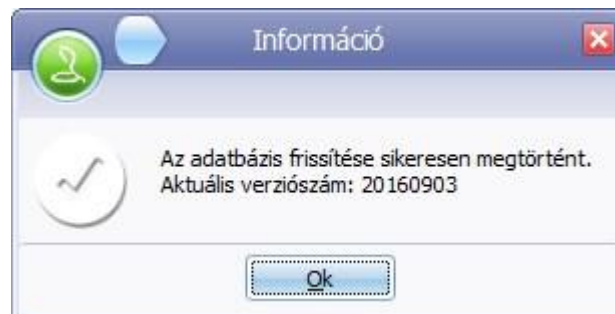 Információ
Az adatbázis frissítése sikeresen megtörtént.
Aktuális verziószám: 20160903
Ok